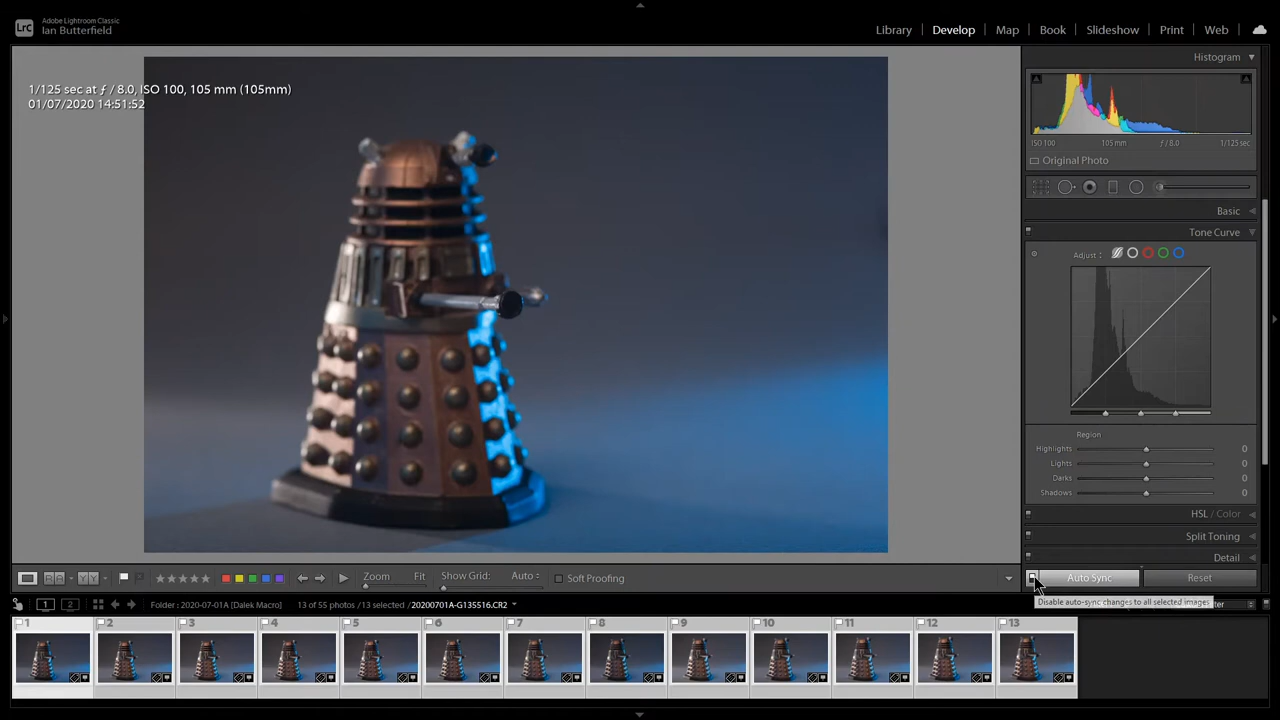 Lrc
Adobe Lightroom Classic
Ian Butterfield
Library
Develop
Map
Book
Slideshow
Print
Web
1/125 sec at ƒ / 8.0, ISO 100, 105 mm (105mm)
01/07/2020 14:51:52
Histogram
ISO 100 105 mm ƒ / 8.0 1/125 sec
Original Photo
Basic
Tone Curve
Adjust :
Region
Highlights 0
Lights 0
Darks 0
Shadows 0
HSL / Color
Split Toning
Detail
RA YY Zoom Fit Show Grid: Auto Soft Proofing
Auto Sync Reset
Disable auto-sync changes to all selected images
1 2 Folder : 2020-07-01A [Dalek Macro] 13 of 55 photos / 13 selected / 20200701A-G135516.CR2
1 2 3 4 5 6 7 8 9 10 11 12 13